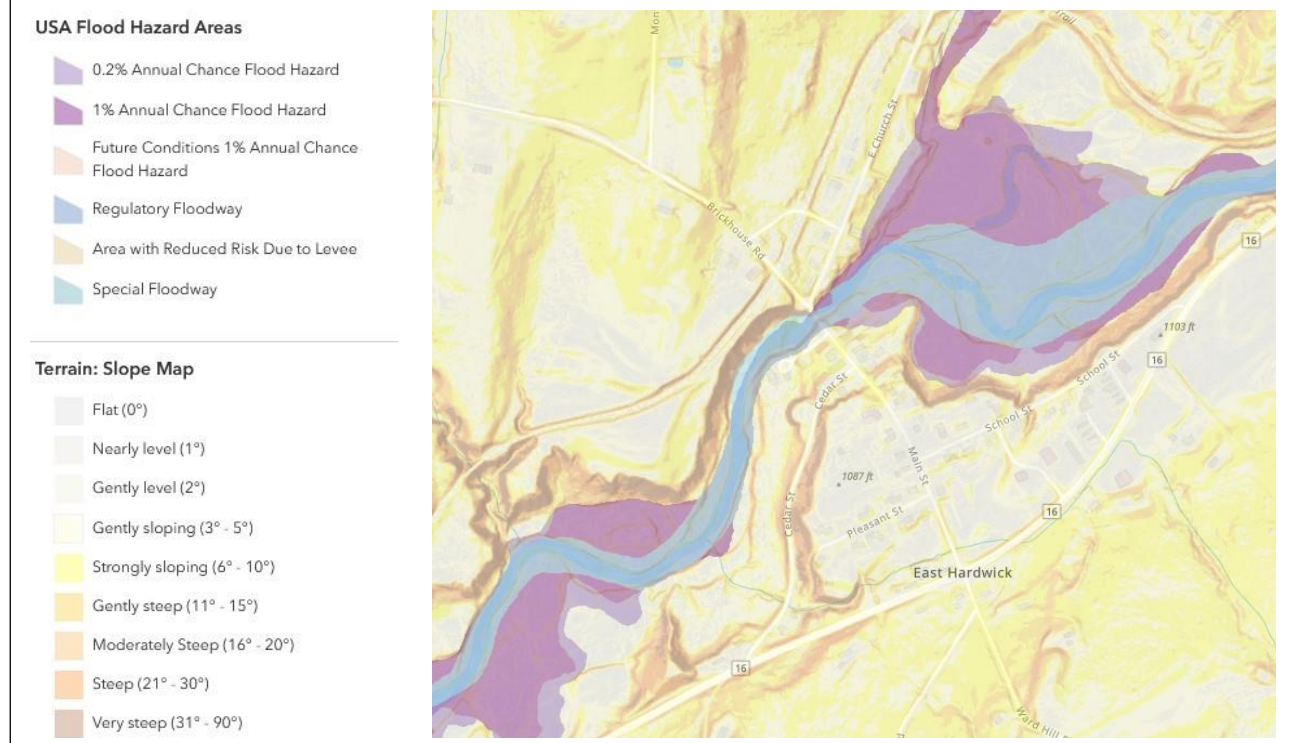 USA Flood Hazard Areas
0.2% Annual Chance Flood Hazard
1% Annual Chance Flood Hazard
Future Conditions 1% Annual Chance
Flood Hazard
Regulatory Floodway
Area with Reduced Risk Due to Levee
Special Floodway
Terrain: Slope Map
Flat (0°)
Nearly level (1°)
Gently level (2°)
Gently sloping (3° - 5°)
Strongly sloping (6° - 10°)
Gently steep (11° - 15°)
Moderately Steep (16° - 20°)
Steep (21° - 30°)
Very steep (31° - 90°)
Mon
Trail
E Church St
Brickhouse Rd
16
1103 ft
16
School St
Cedar St
School St
Main St
1087 ft
Cedar St
Pleasant St
16
East Hardwick
16
Ward Hill